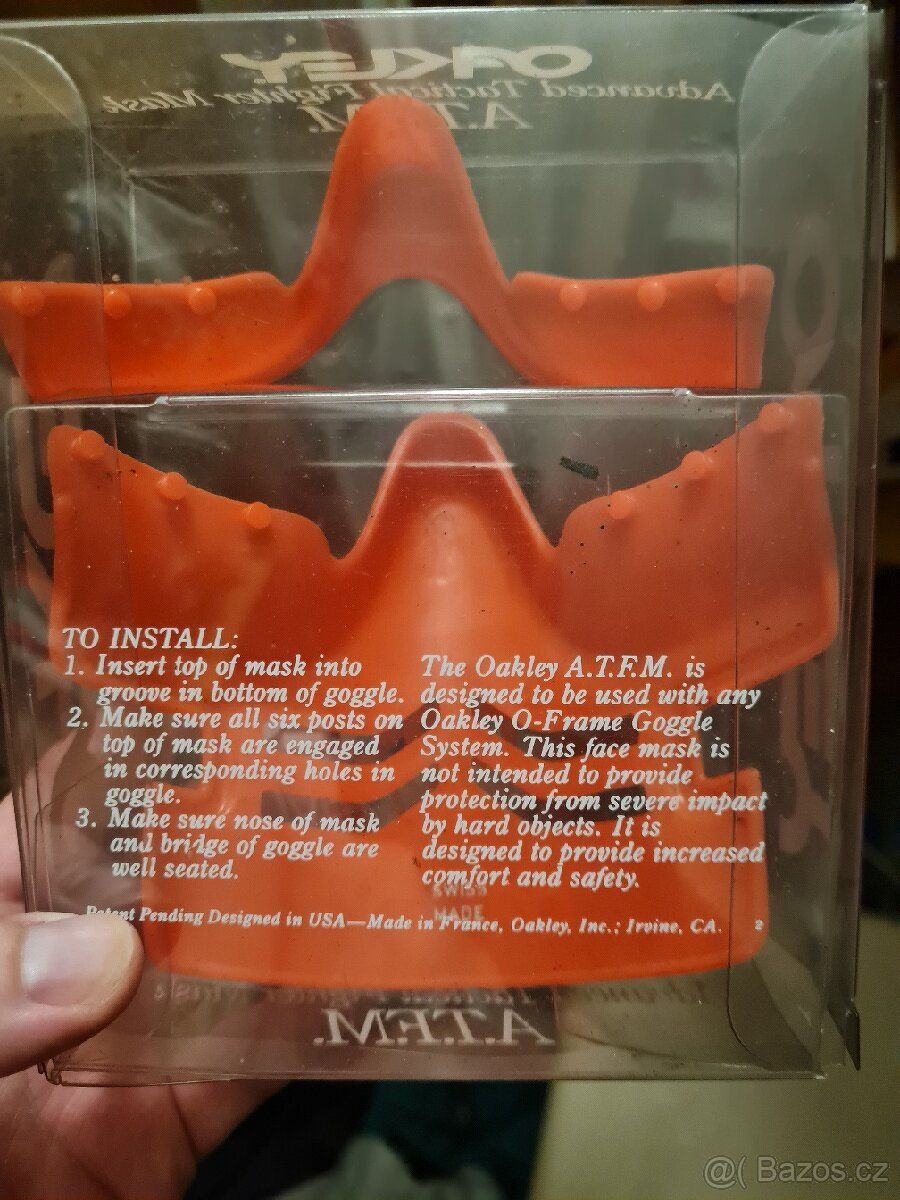 OAKLEY
Advanced Tactical Fighter Mask
A.T.F.M.
TO INSTALL:
1. Insert top of mask into
groove in bottom of goggle.
2. Make sure all six posts on
top of mask are engaged
in corresponding holes in
goggle.
3. Make sure nose of mask
and bridge of goggle are
well seated.
The Oakley A.T.F.M. is
designed to be used with any
Oakley O-Frame Goggle
System. This face mask is
not intended to provide
protection from severe impact
by hard objects. It is
designed to provide increased
comfort and safety.
SWISS
MADE
Patent Pending Designed in USA—Made in France, Oakley, Inc.; Irvine, CA. 2
Advanced Tactical Fighter Mask
A.T.F.M.
@( Bazos.cz